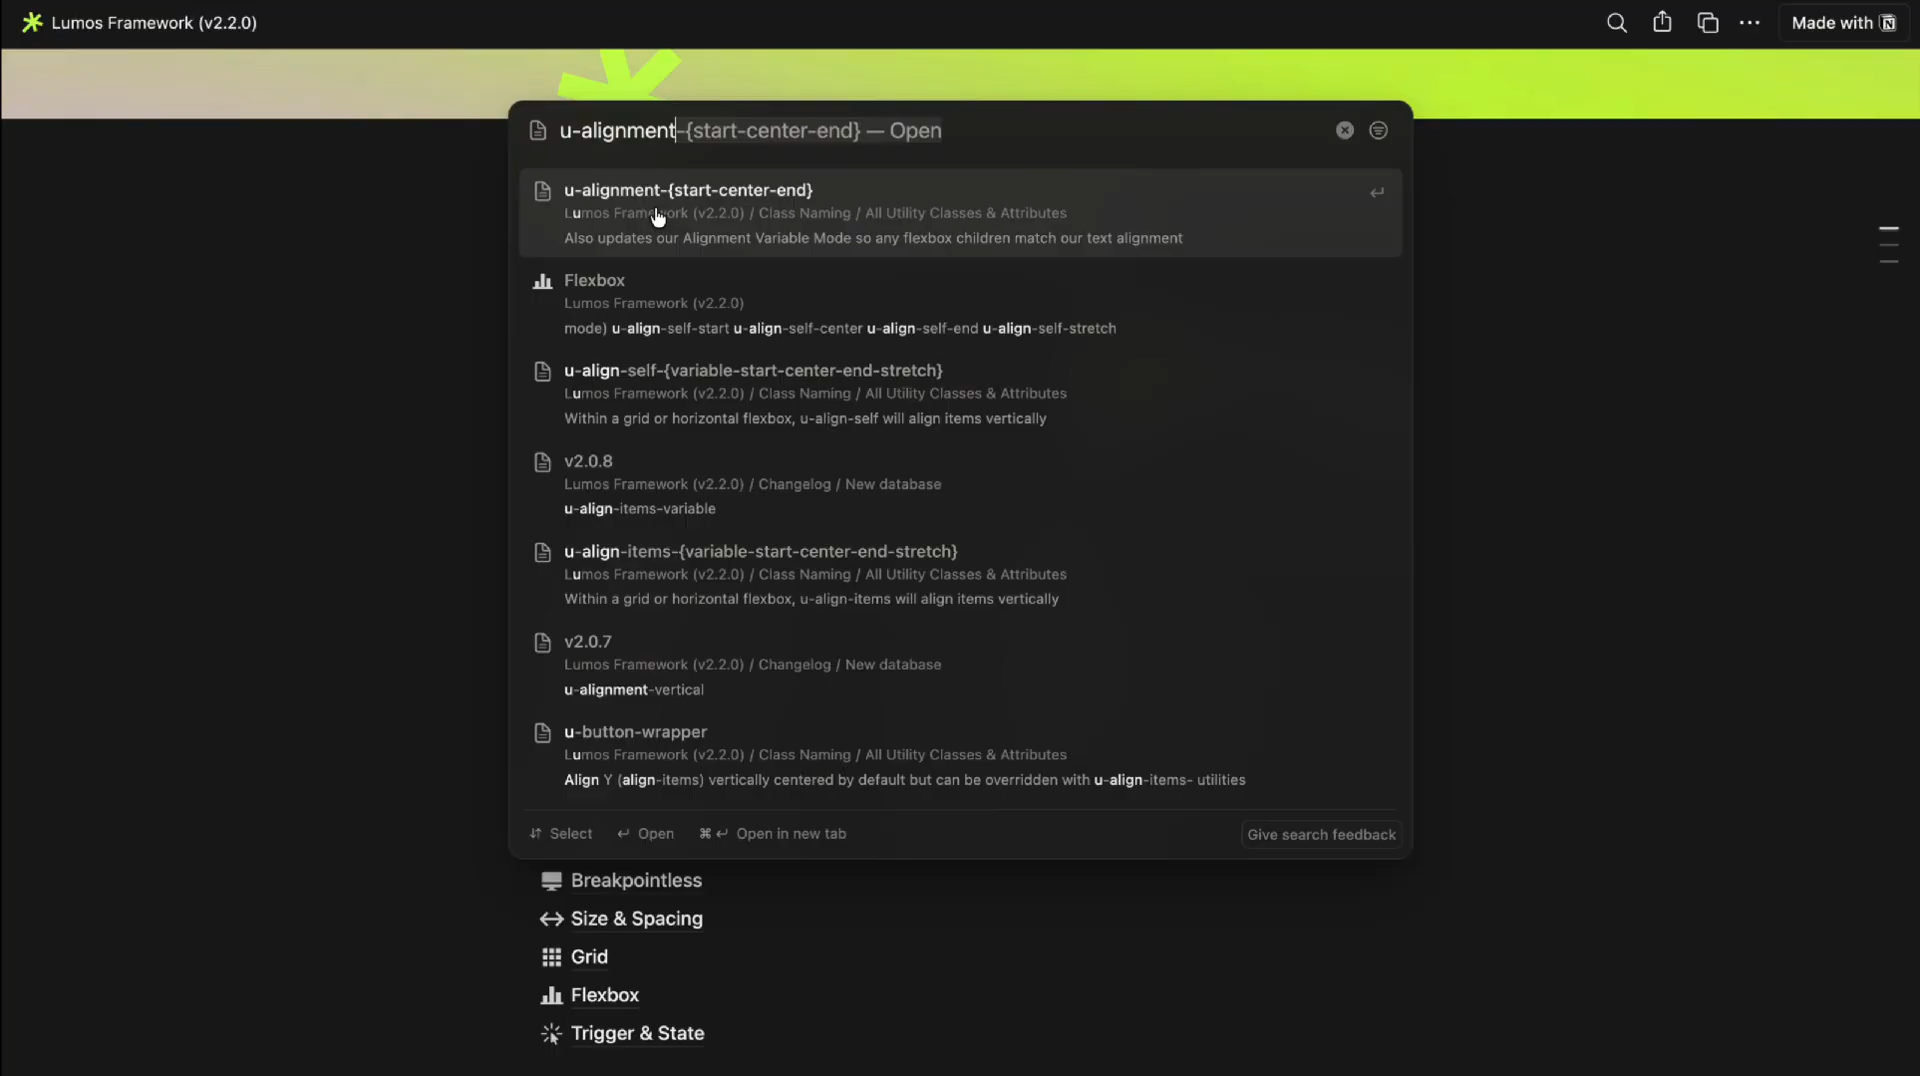 Lumos Framework (v2.2.0)
Made with
u-alignment-{start-center-end} — Open
u-alignment-{start-center-end}
Lumos Framework (v2.2.0) / Class Naming / All Utility Classes & Attributes
Also updates our Alignment Variable Mode so any flexbox children match our text alignment
Flexbox
Lumos Framework (v2.2.0)
mode) u-align-self-start u-align-self-center u-align-self-end u-align-self-stretch
u-align-self-{variable-start-center-end-stretch}
Lumos Framework (v2.2.0) / Class Naming / All Utility Classes & Attributes
Within a grid or horizontal flexbox, u-align-self will align items vertically
v2.0.8
Lumos Framework (v2.2.0) / Changelog / New database
u-align-items-variable
u-align-items-{variable-start-center-end-stretch}
Lumos Framework (v2.2.0) / Class Naming / All Utility Classes & Attributes
Within a grid or horizontal flexbox, u-align-items will align items vertically
v2.0.7
Lumos Framework (v2.2.0) / Changelog / New database
u-alignment-vertical
u-button-wrapper
Lumos Framework (v2.2.0) / Class Naming / All Utility Classes & Attributes
Align Y (align-items) vertically centered by default but can be overridden with u-align-items- utilities
Select Open ⌘ Open in new tab Give search feedback
Breakpointless
Size & Spacing
Grid
Flexbox
Trigger & State